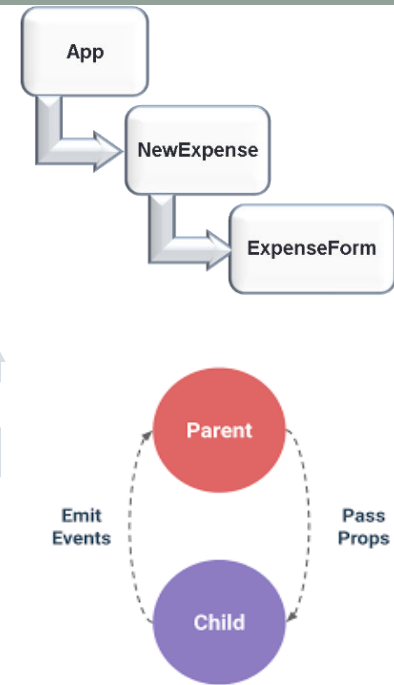 App
NewExpense
ExpenseForm
Parent
Emit
Events
Pass
Props
Child